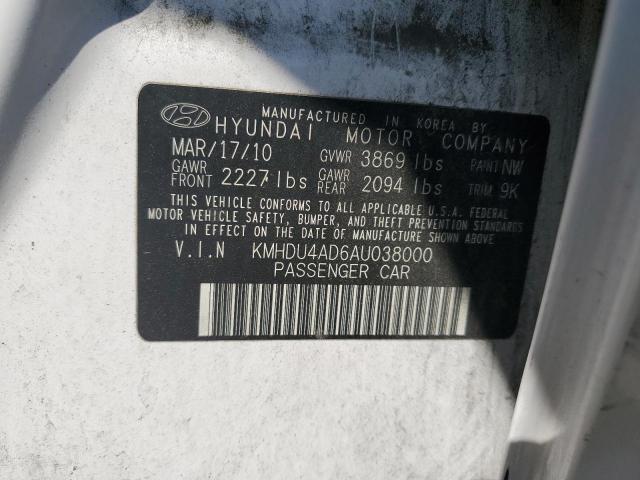 MANUFACTURED IN KOREA BY
HYUNDAI MOTOR COMPANY
MAR/17/10 GVWR 3869 lbs PAINT NW
GAWR FRONT 2227 lbs GAWR REAR 2094 lbs TRIM 9K
THIS VEHICLE CONFORMS TO ALL APPLICABLE U.S.A. FEDERAL
MOTOR VEHICLE SAFETY, BUMPER, AND THEFT PREVENTION STANDARDS
IN EFFECT ON THE DATE OF MANUFACTURE SHOWN ABOVE.
V.I.N KMHDU4AD6AU038000
PASSENGER CAR